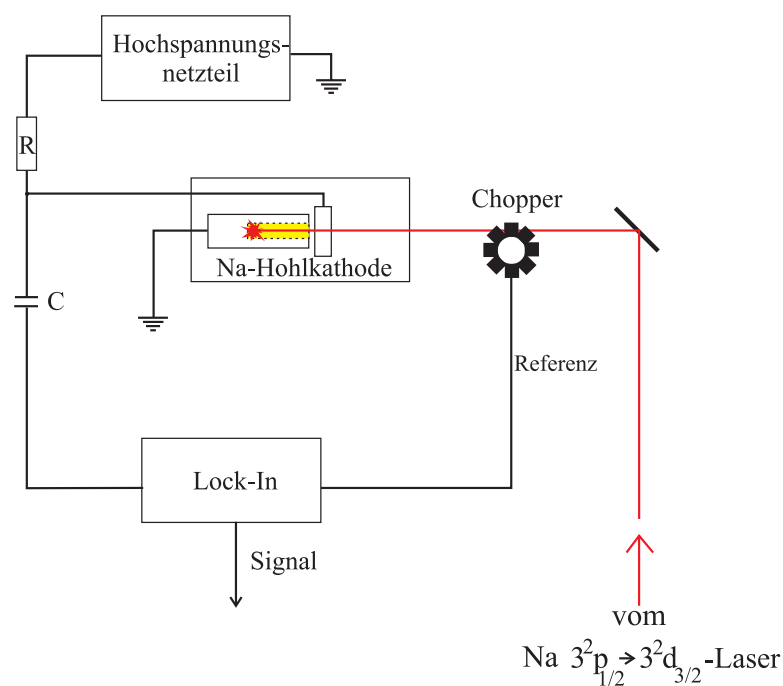 Hochspannungs-
netzteil
R
Chopper
Na-Hohlkathode
C
Referenz
Lock-In
Signal
vom
Na 3²p₁/₂→3²d₃/₂-Laser